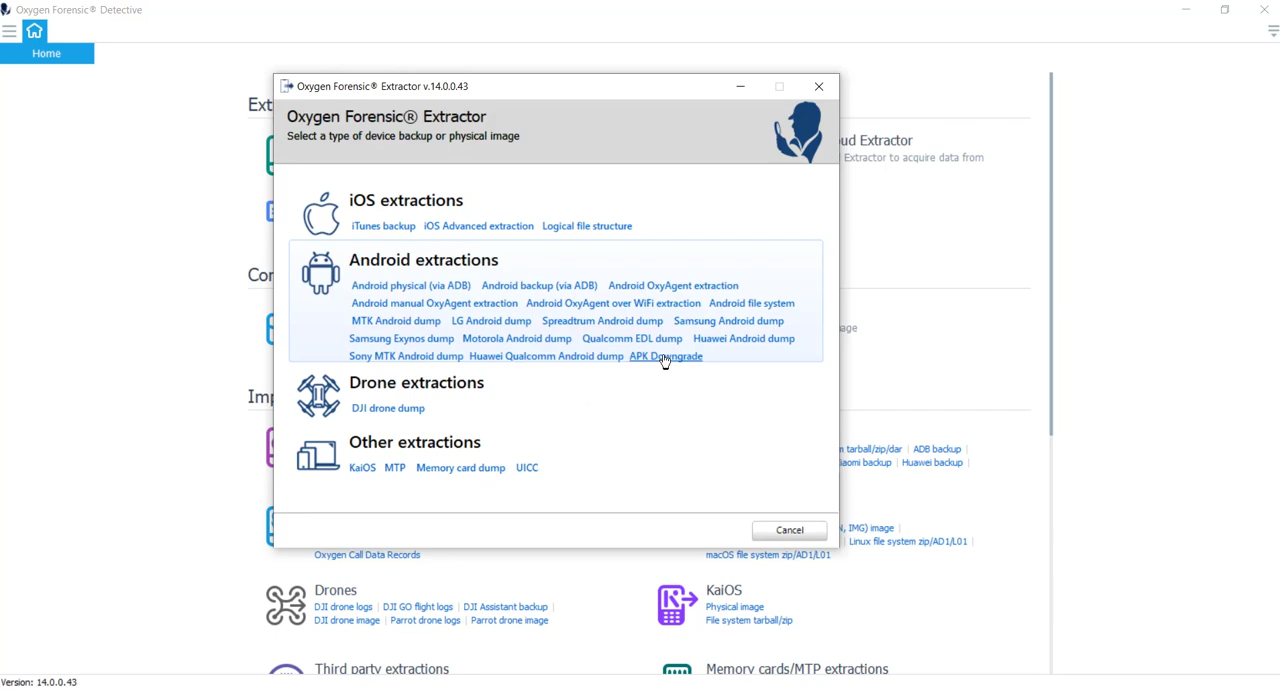 Oxygen Forensic® Detective
Home
Ext
ud Extractor
Extractor to acquire data from
Oxygen Forensic® Extractor v.14.0.0.43
Oxygen Forensic® Extractor
Select a type of device backup or physical image
iOS extractions
iTunes backup iOS Advanced extraction Logical file structure
Android extractions
Android physical (via ADB) Android backup (via ADB) Android OxyAgent extraction
Android manual OxyAgent extraction Android OxyAgent over WiFi extraction Android file system
MTK Android dump LG Android dump Spreadtrum Android dump Samsung Android dump
Samsung Exynos dump Motorola Android dump Qualcomm EDL dump Huawei Android dump
Sony MTK Android dump Huawei Qualcomm Android dump APK Downgrade
Drone extractions
DJI drone dump
Other extractions
KaiOS MTP Memory card dump UICC
Cancel
Cor
age
Imp
n tarball/zip/dar | ADB backup |
iaomi backup | Huawei backup |
N, IMG) image |
Linux file system zip/AD1/L01 |
Oxygen Call Data Records
macOS file system zip/AD1/L01
Drones
DJI drone logs | DJI GO flight logs | DJI Assistant backup |
DJI drone image | Parrot drone logs | Parrot drone image
KaiOS
Physical image
File system tarball/zip
Third party extractions
Memory cards/MTP extractions
Version: 14.0.0.43